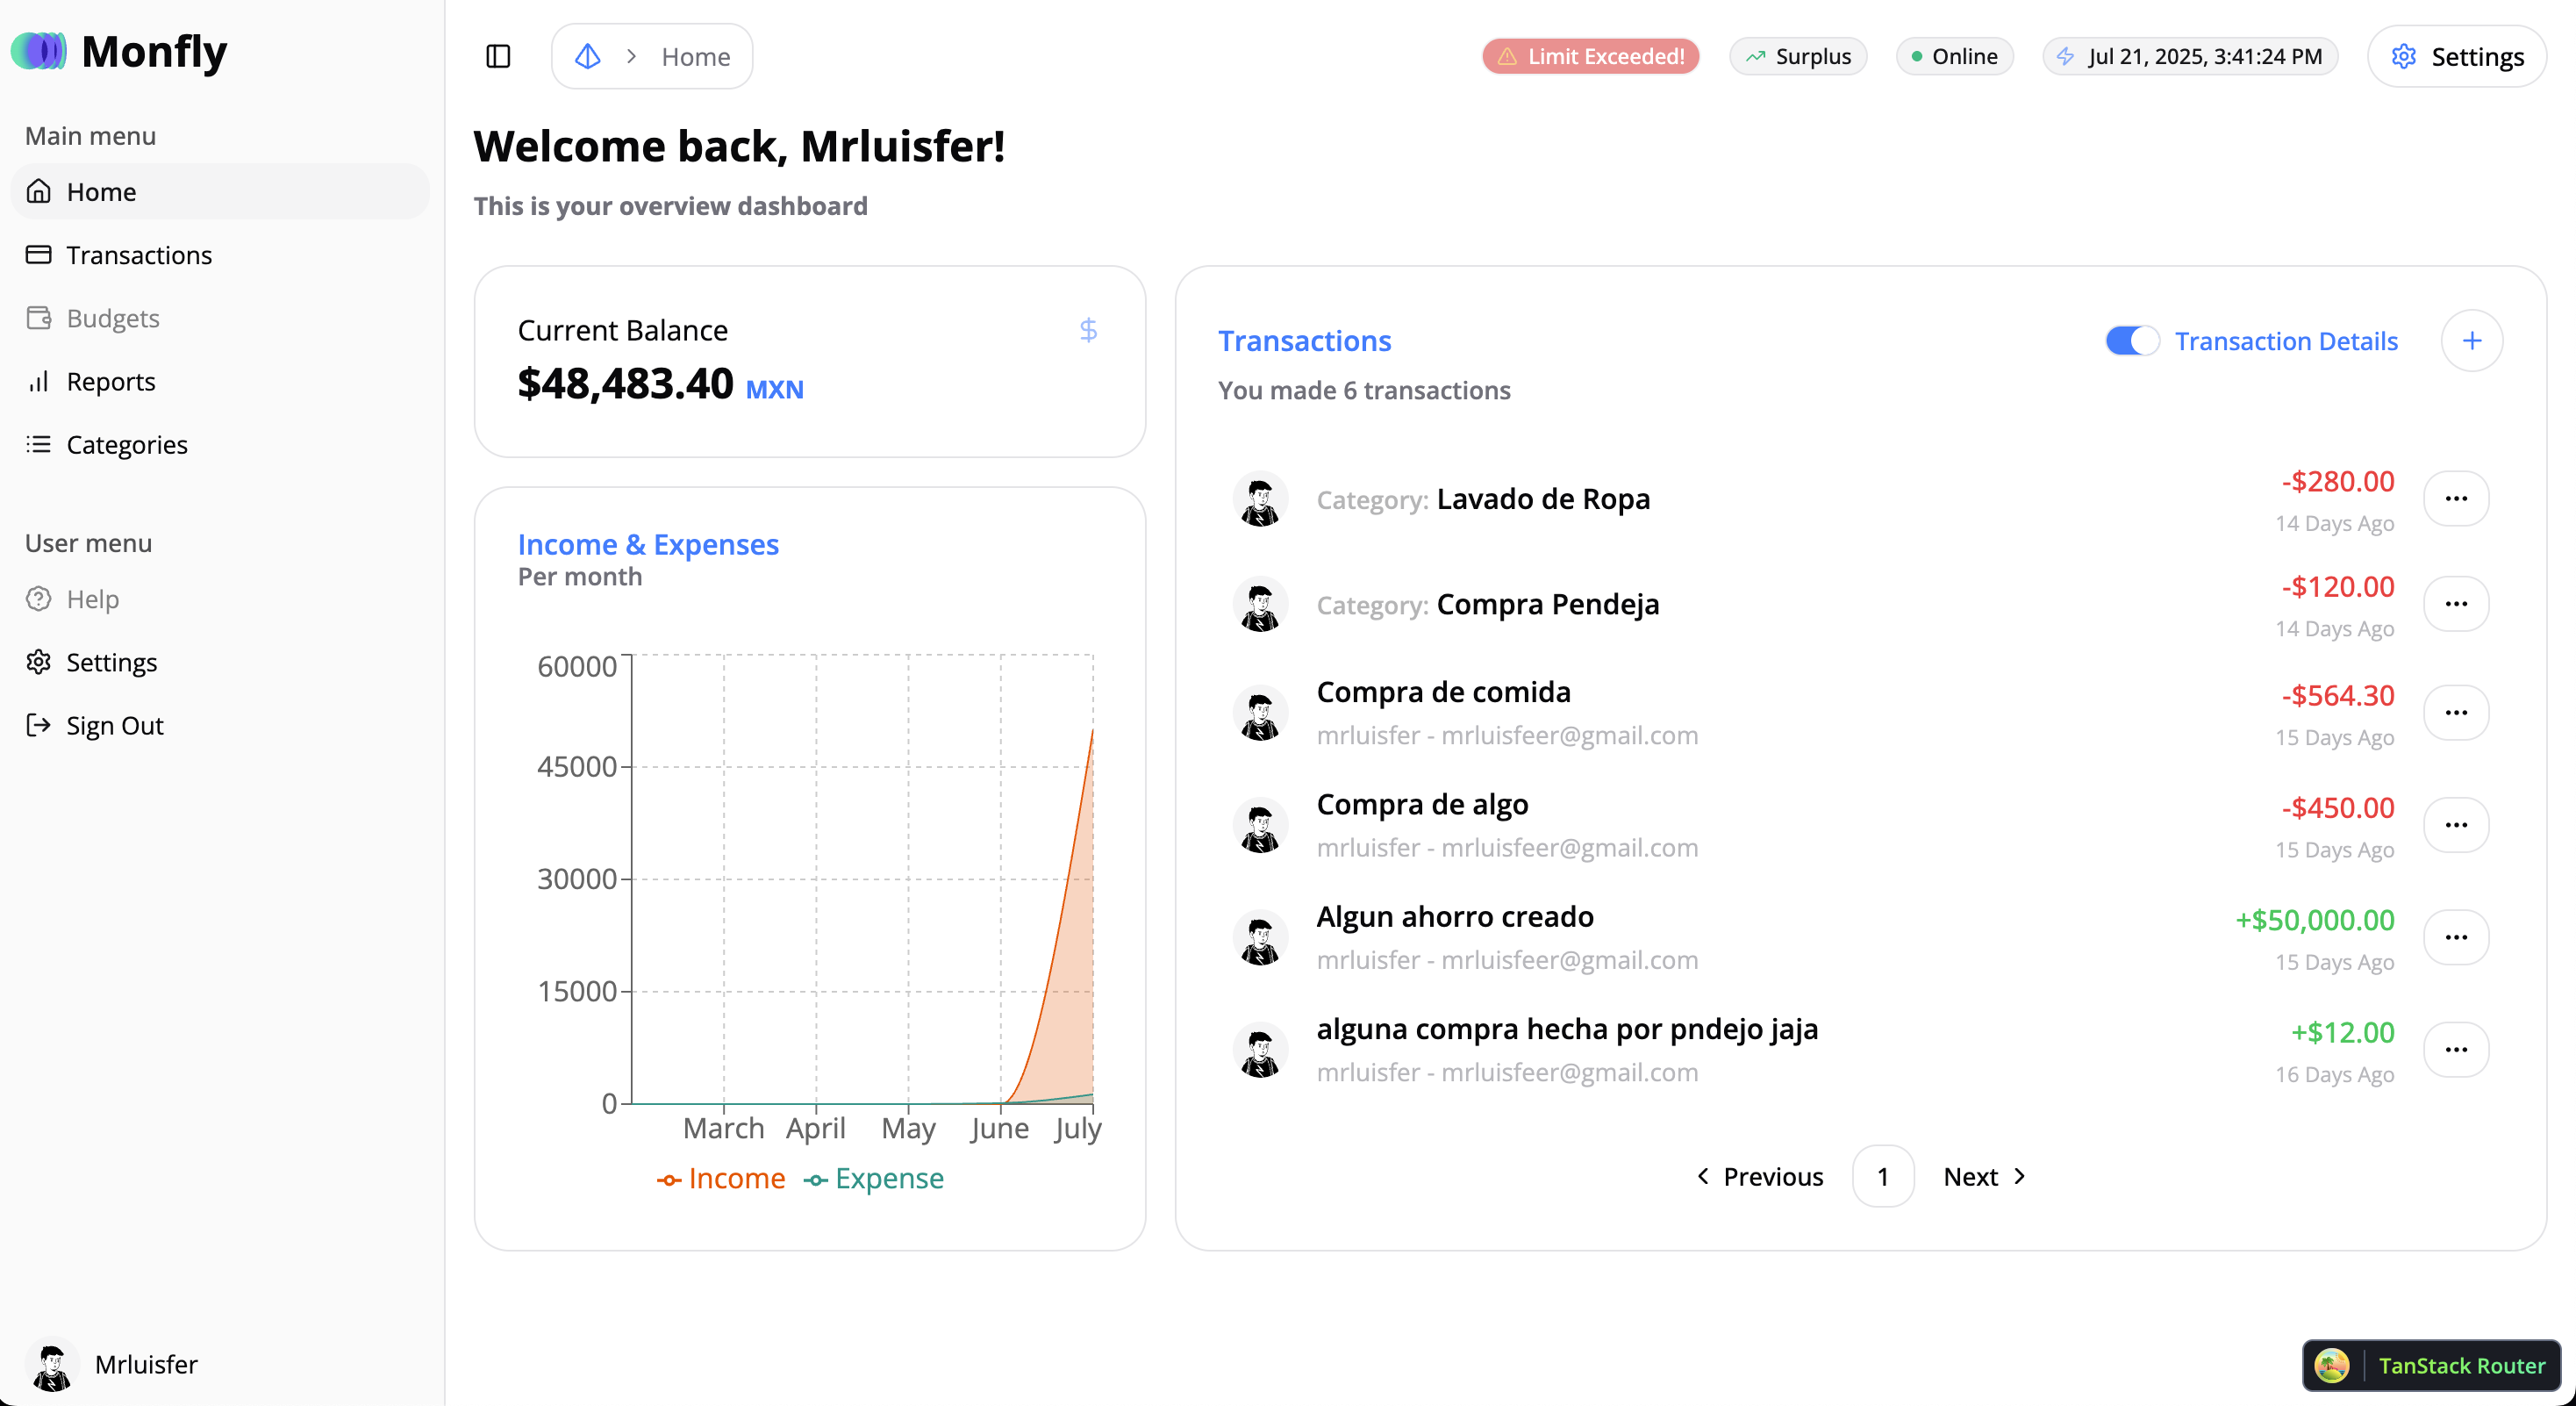 Monfly
Main menu
Home
Transactions
Budgets
Reports
Categories
User menu
Help
Settings
Sign Out
Mrluisfer
Home
Limit Exceeded!
Surplus
Online
Jul 21, 2025, 3:41:24 PM
Settings
Welcome back, Mrluisfer!
This is your overview dashboard
Current Balance
$
$48,483.40 MXN
Income & Expenses
Per month
60000
45000
30000
15000
0
March April May June July
Income Expense
Transactions
Transaction Details
You made 6 transactions
Category: Lavado de Ropa
-$280.00
14 Days Ago
Category: Compra Pendeja
-$120.00
14 Days Ago
Compra de comida
mrluisfer - mrluisfeer@gmail.com
-$564.30
15 Days Ago
Compra de algo
mrluisfer - mrluisfeer@gmail.com
-$450.00
15 Days Ago
Algun ahorro creado
mrluisfer - mrluisfeer@gmail.com
+$50,000.00
15 Days Ago
alguna compra hecha por pndejo jaja
mrluisfer - mrluisfeer@gmail.com
+$12.00
16 Days Ago
Previous 1 Next
TanStack Router